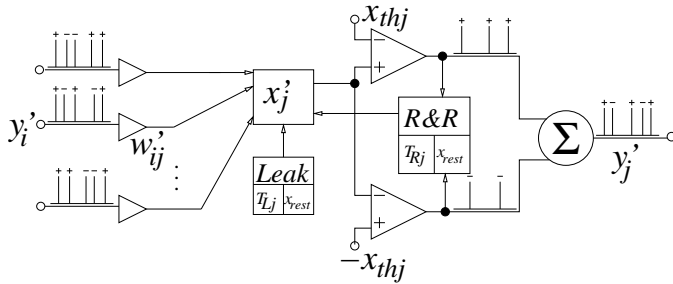 x_thj
+ - - + +
+ + +
- +
x_j'
R&R
T_Rj x_rest
+ - + - +
y_i'
w_ij'
Σ
+ - + + - +
y_j'
Leak
T_Lj x_rest
+ + - - +
- +
- -
-x_thj